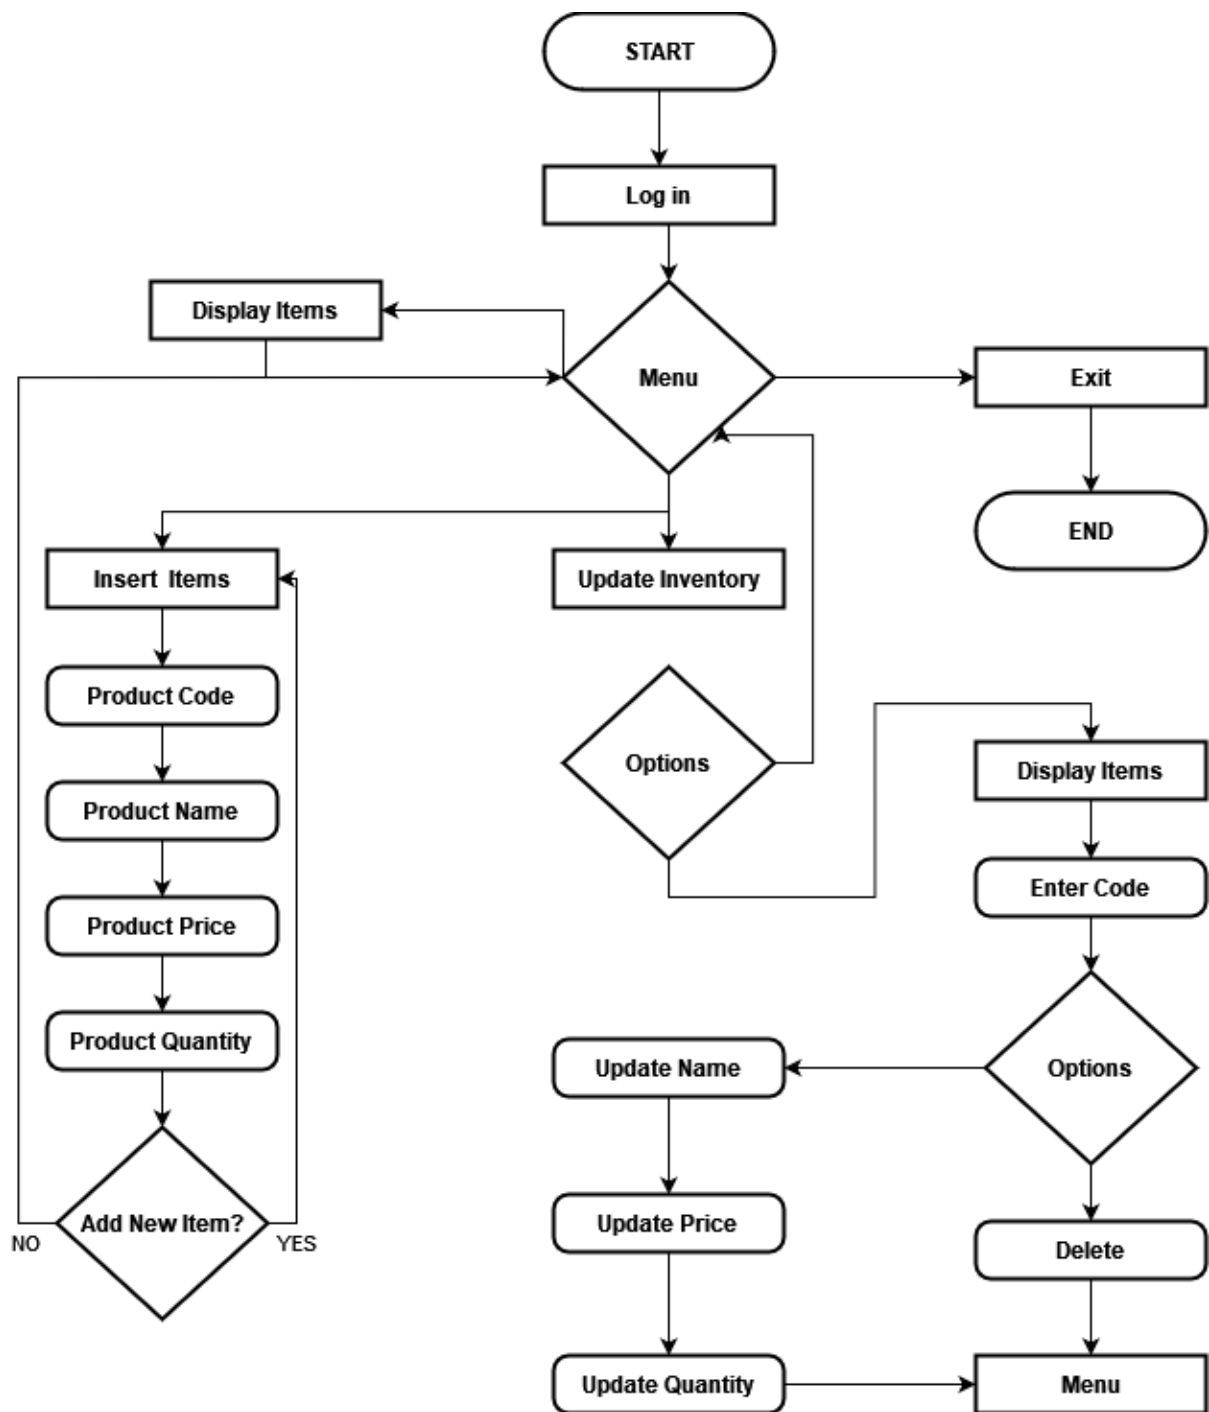 START
Log in
Display Items
Menu
Exit
END
Insert Items
Update Inventory
Product Code
Options
Display Items
Product Name
Enter Code
Product Price
Product Quantity
Update Name
Options
Add New Item?
NO
YES
Update Price
Delete
Update Quantity
Menu